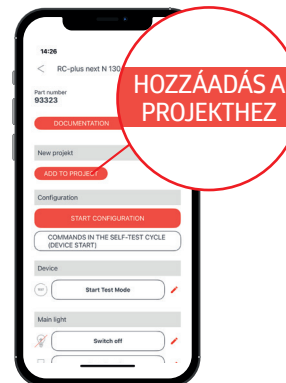 14:26
< RC-plus next N 130
Part number
93323
DOCUMENTATION
New projekt
ADD TO PROJECT
HOZZÁADÁS A
PROJEKTHEZ
Configuration
START CONFIGURATION
COMMANDS IN THE SELF-TEST CYCLE
(DEVICE START)
Device
Start Test Mode
Main light
Switch off